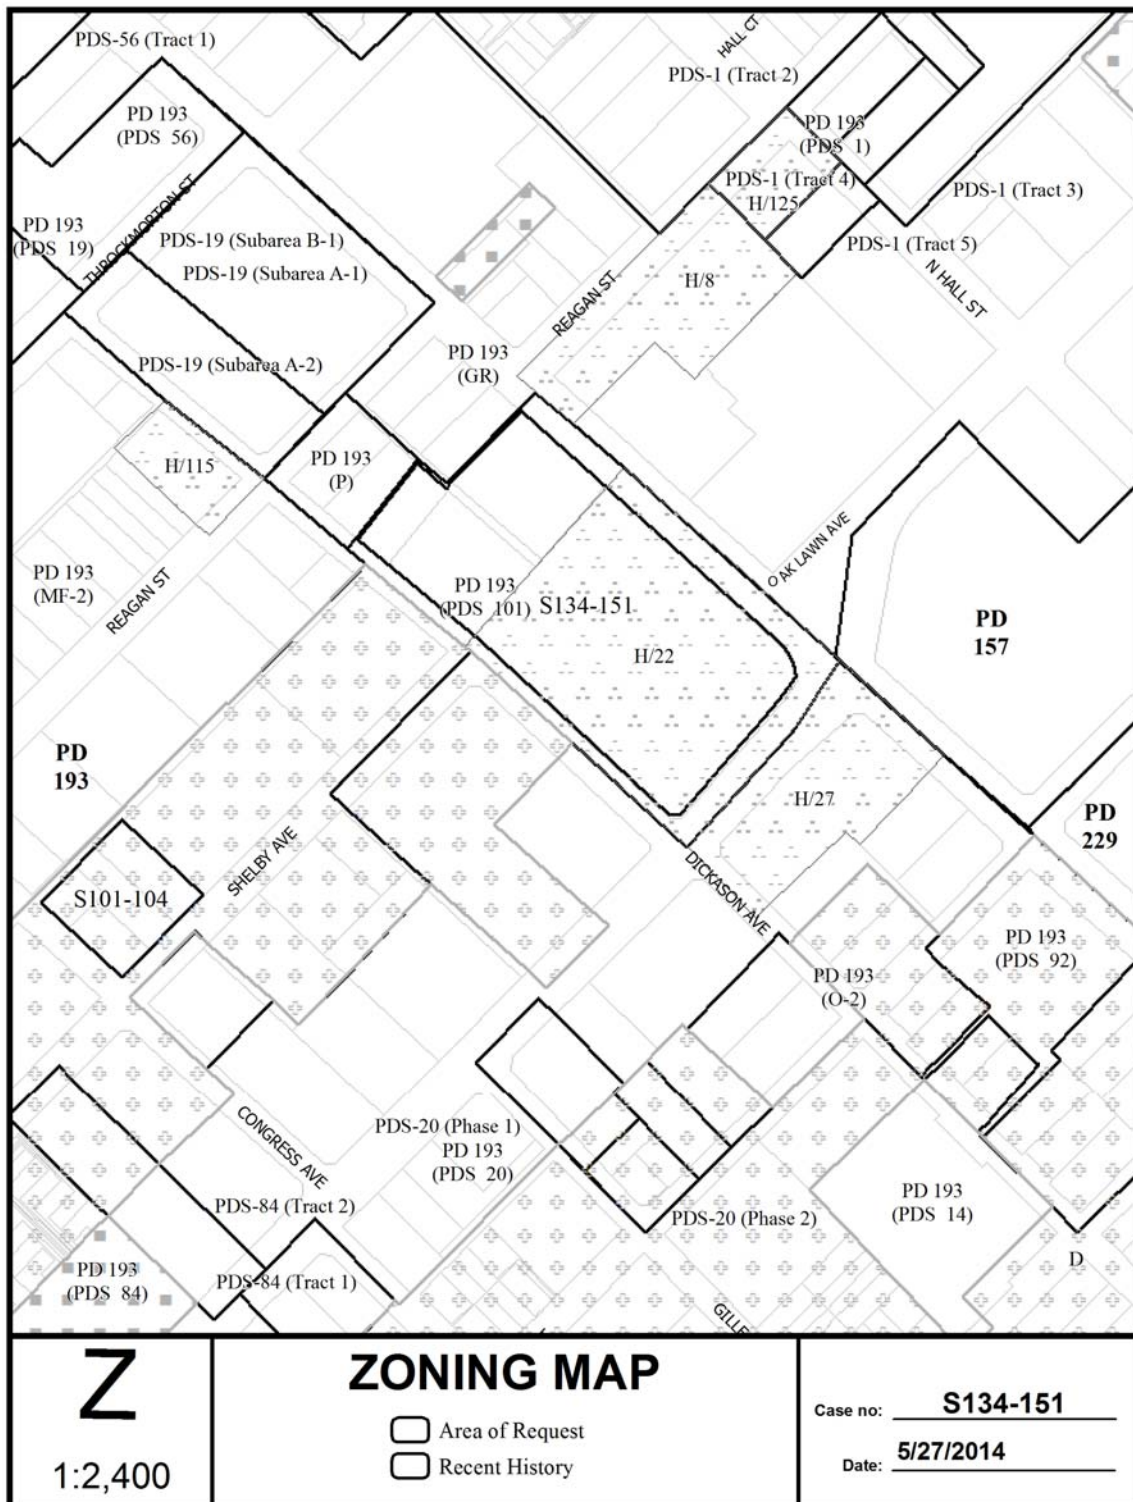 PDS-56 (Tract 1)
HALL CT
PDS-1 (Tract 2)
PD 193
(PDS 56)
PD 193
(PDS 1)
PDS-1 (Tract 4)
H/125
PDS-1 (Tract 3)
THROCKMORTON ST
PD 193
(PDS 19)
PDS-19 (Subarea B-1)
PDS-19 (Subarea A-1)
PDS-1 (Tract 5)
N HALL ST
H/8
REAGAN ST
PDS-19 (Subarea A-2)
PD 193
(GR)
H/115
PD 193
(P)
OAK LAWN AVE
PD 193
(MF-2)
REAGAN ST
PD 193
(PDS 101)
S134-151
H/22
PD
157
PD
193
H/27
PD
229
SHELBY AVE
DICKASON AVE
S101-104
PD 193
(PDS 92)
PD 193
(O-2)
CONGRESS AVE
PDS-20 (Phase 1)
PD 193
(PDS 20)
PDS-84 (Tract 2)
PD 193
(PDS 14)
PDS-20 (Phase 2)
D
PD 193
(PDS 84)
PDS-84 (Tract 1)
Z
1:2,400
ZONING MAP
Area of Request
Recent History
Case no: S134-151
Date: 5/27/2014